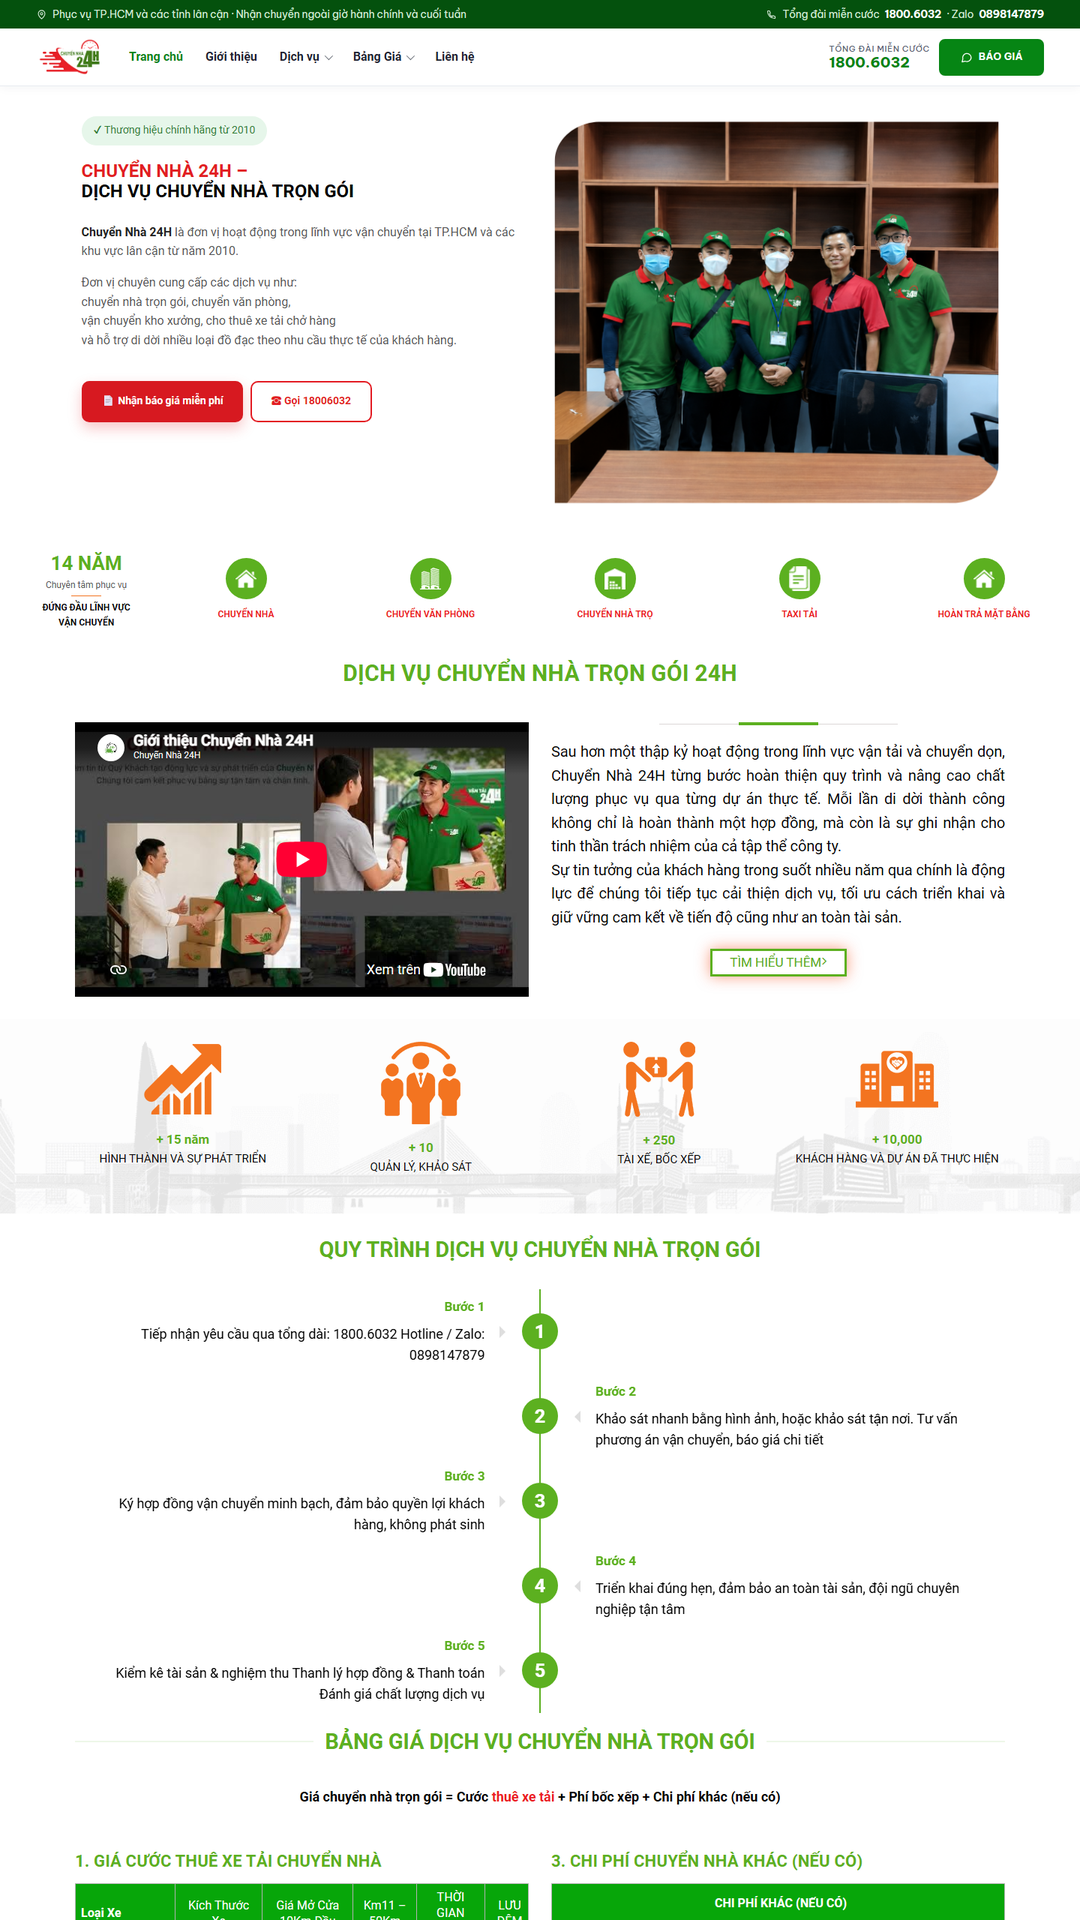 Phục vụ TP.HCM và các tỉnh lân cận · Nhận chuyển ngoài giờ hành chính và cuối tuần
Tổng đài miễn cước 1800.6032 · Zalo 0898147879
CHUYỂN NHÀ 24H
Trang chủ
Giới thiệu
Dịch vụ
Bảng Giá
Liên hệ
TỔNG ĐÀI MIỄN CƯỚC
1800.6032
BÁO GIÁ
✓ Thương hiệu chính hãng từ 2010
CHUYỂN NHÀ 24H –
DỊCH VỤ CHUYỂN NHÀ TRỌN GÓI
Chuyển Nhà 24H là đơn vị hoạt động trong lĩnh vực vận chuyển tại TP.HCM và các
khu vực lân cận từ năm 2010.
Đơn vị chuyên cung cấp các dịch vụ như:
chuyển nhà trọn gói, chuyển văn phòng,
vận chuyển kho xưởng, cho thuê xe tải chở hàng
và hỗ trợ di dời nhiều loại đồ đạc theo nhu cầu thực tế của khách hàng.
Nhận báo giá miễn phí
☎ Gọi 18006032
14 NĂM
Chuyên tâm phục vụ
ĐỨNG ĐẦU LĨNH VỰC
VẬN CHUYỂN
CHUYỂN NHÀ
CHUYỂN VĂN PHÒNG
CHUYỂN NHÀ TRỌ
TAXI TẢI
HOÀN TRẢ MẶT BẰNG
DỊCH VỤ CHUYỂN NHÀ TRỌN GÓI 24H
Giới thiệu Chuyển Nhà 24H
Chuyển Nhà 24H
Chúng tôi cam kết phục vụ bằng sự tận tâm và chân tình.
Xem trên YouTube
Sau hơn một thập kỷ hoạt động trong lĩnh vực vận tải và chuyển dọn,
Chuyển Nhà 24H từng bước hoàn thiện quy trình và nâng cao chất
lượng phục vụ qua từng dự án thực tế. Mỗi lần di dời thành công
không chỉ là hoàn thành một hợp đồng, mà còn là sự ghi nhận cho
tinh thần trách nhiệm của cả tập thể công ty.
Sự tin tưởng của khách hàng trong suốt nhiều năm qua chính là động
lực để chúng tôi tiếp tục cải thiện dịch vụ, tối ưu cách triển khai và
giữ vững cam kết về tiến độ cũng như an toàn tài sản.
TÌM HIỂU THÊM
+ 15 năm
HÌNH THÀNH VÀ SỰ PHÁT TRIỂN
+ 10
QUẢN LÝ, KHẢO SÁT
+ 250
TÀI XẾ, BỐC XẾP
+ 10,000
KHÁCH HÀNG VÀ DỰ ÁN ĐÃ THỰC HIỆN
QUY TRÌNH DỊCH VỤ CHUYỂN NHÀ TRỌN GÓI
Bước 1
Tiếp nhận yêu cầu qua tổng dài: 1800.6032 Hotline / Zalo:
0898147879
1
Bước 2
2
Khảo sát nhanh bằng hình ảnh, hoặc khảo sát tận nơi. Tư vấn
phương án vận chuyển, báo giá chi tiết
Bước 3
Ký hợp đồng vận chuyển minh bạch, đảm bảo quyền lợi khách
hàng, không phát sinh
3
Bước 4
4
Triển khai đúng hẹn, đảm bảo an toàn tài sản, đội ngũ chuyên
nghiệp tận tâm
Bước 5
Kiểm kê tài sản & nghiệm thu Thanh lý hợp đồng & Thanh toán
Đánh giá chất lượng dịch vụ
5
BẢNG GIÁ DỊCH VỤ CHUYỂN NHÀ TRỌN GÓI
Giá chuyển nhà trọn gói = Cước thuê xe tải + Phí bốc xếp + Chi phí khác (nếu có)
1. GIÁ CƯỚC THUÊ XE TẢI CHUYỂN NHÀ
Loại Xe
Kích Thước
Xe
Giá Mở Cửa
10Km Đầu
Km11 –
50Km
THỜI
GIAN
LƯU
ĐÊM
3. CHI PHÍ CHUYỂN NHÀ KHÁC (NẾU CÓ)
CHI PHÍ KHÁC (NẾU CÓ)